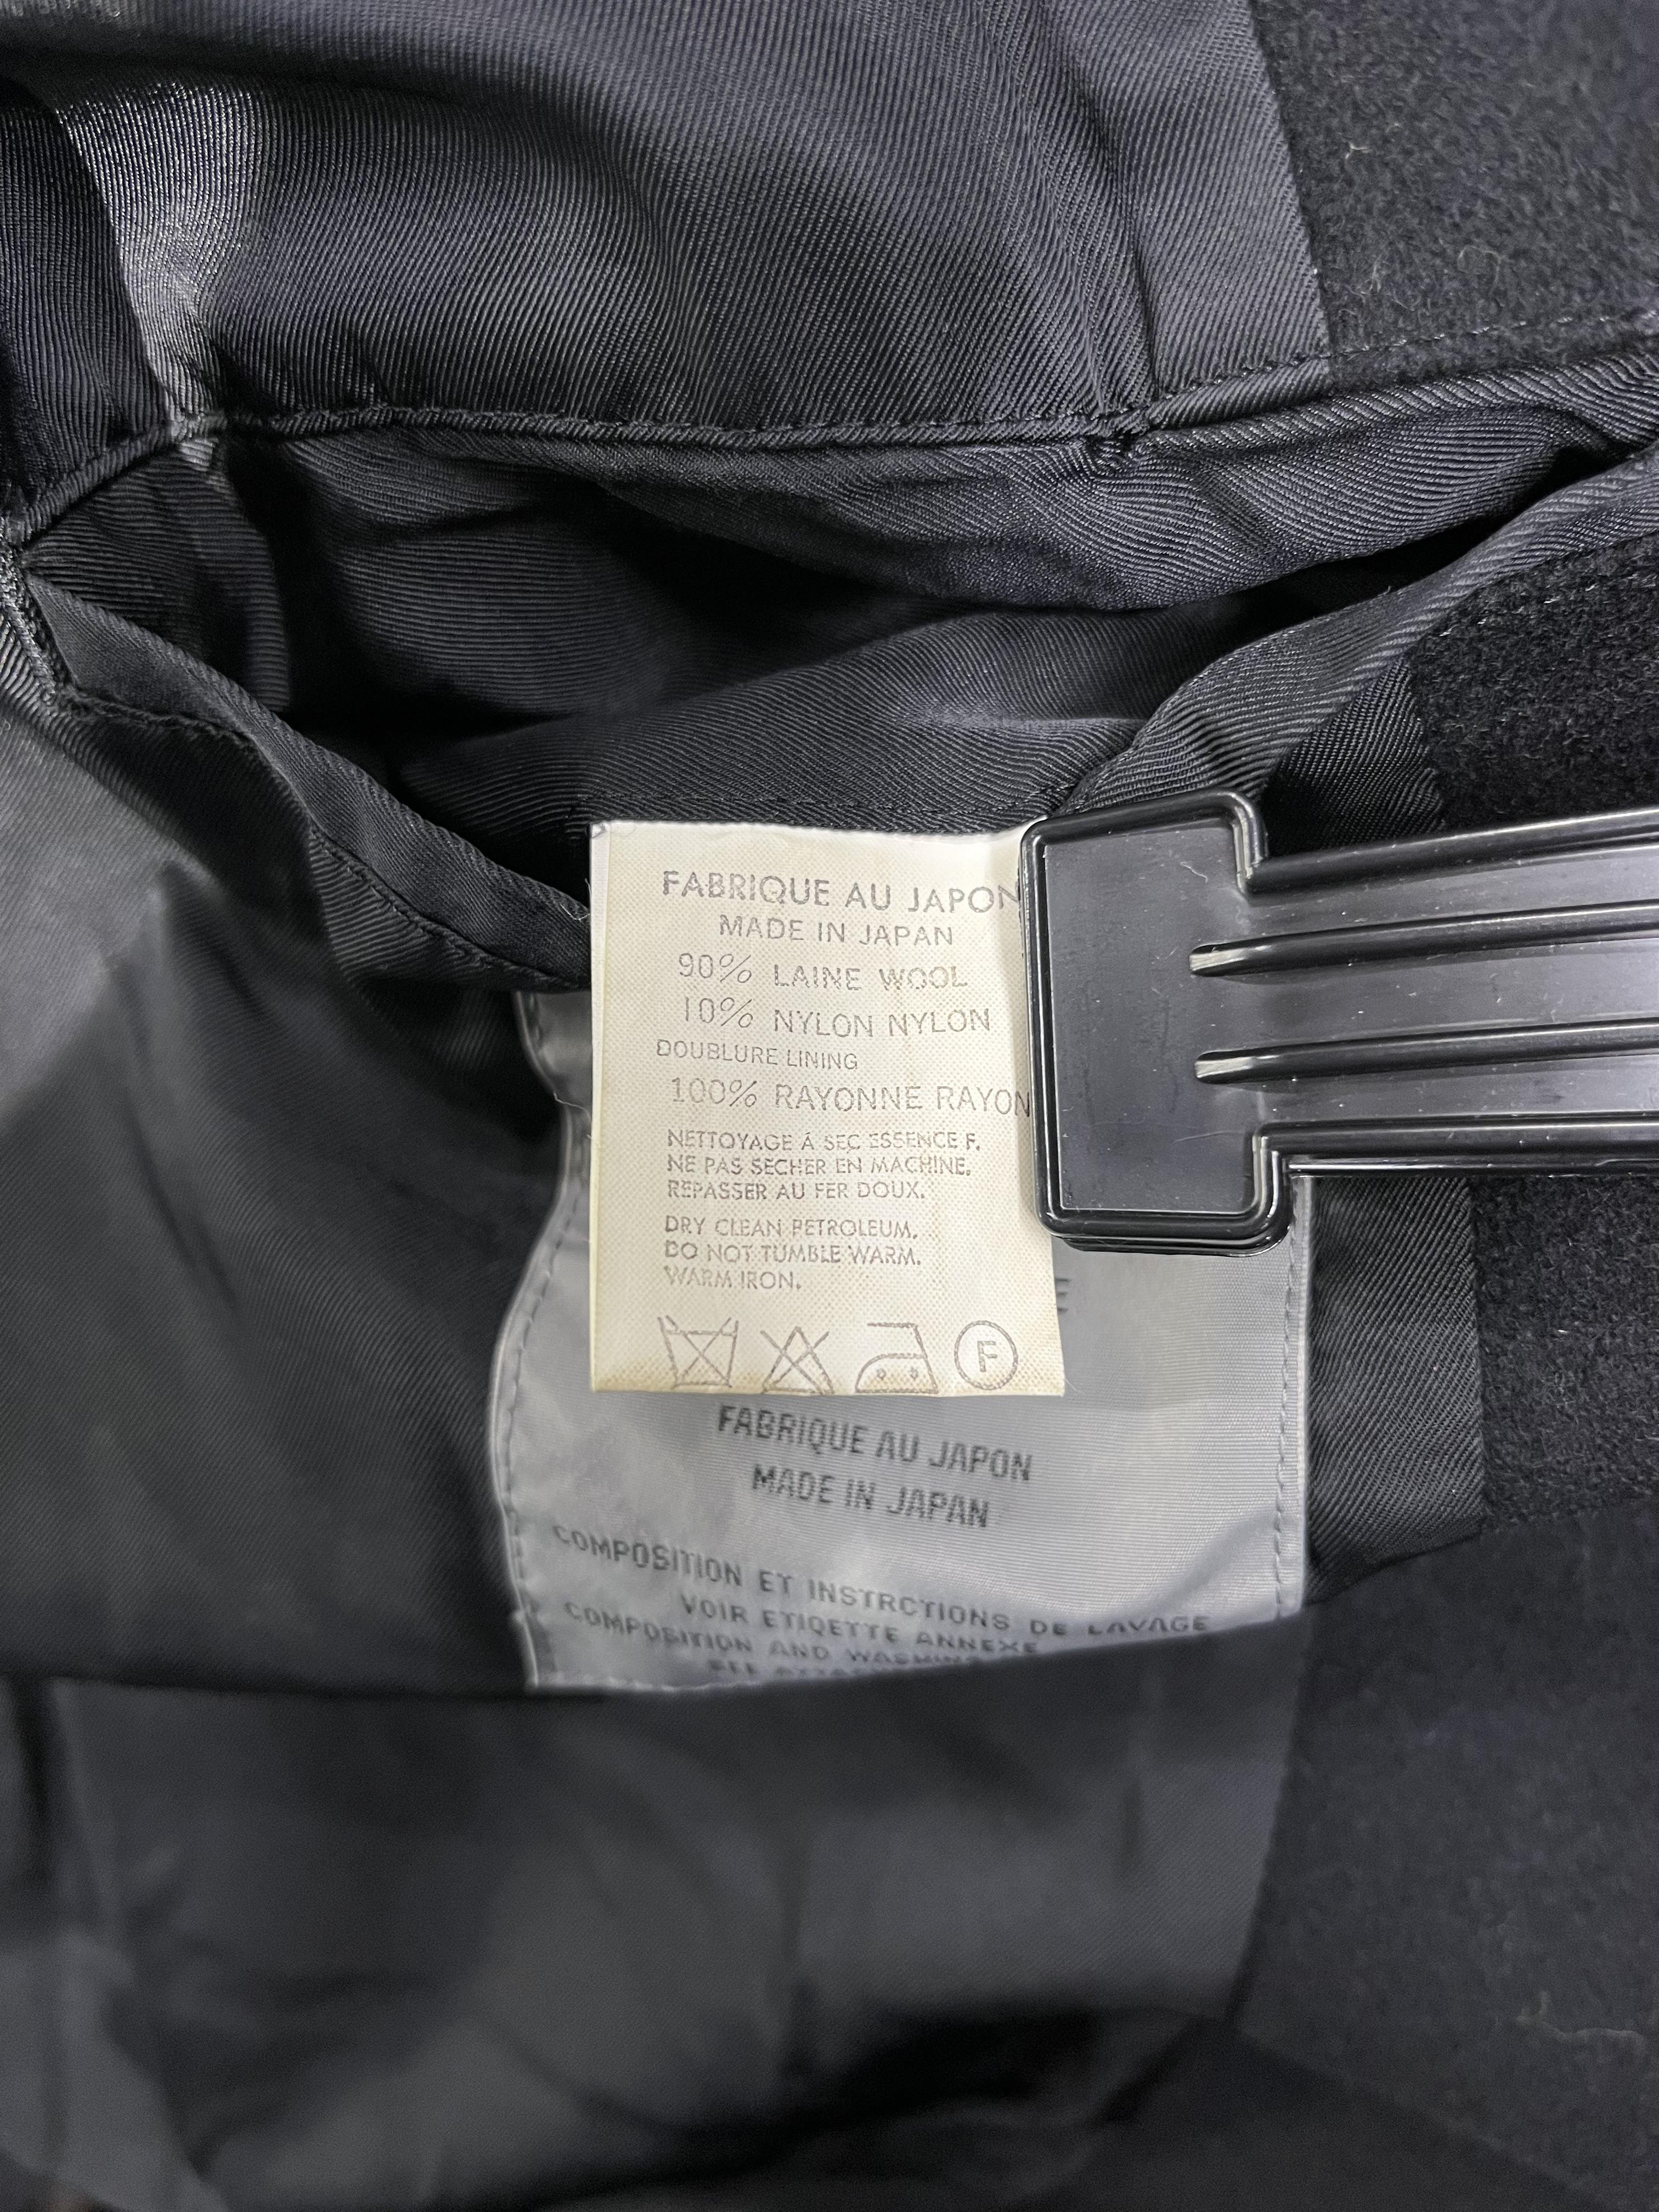 FABRIQUE AU JAPON
MADE IN JAPAN
90% LAINE WOOL
10% NYLON NYLON
DOUBLURE LINING
100% RAYONNE RAYON
NETTOYAGE À SEC ESSENCE F.
NE PAS SECHER EN MACHINE.
REPASSER AU FER DOUX.
DRY CLEAN PETROLEUM.
DO NOT TUMBLE WARM.
WARM IRON.
F
E
FABRIQUE AU JAPON
MADE IN JAPAN
COMPOSITION ET INSTRCTIONS DE LAVAGE
VOIR ETIQETTE ANNEXE
COMPOSITION AND
SEE